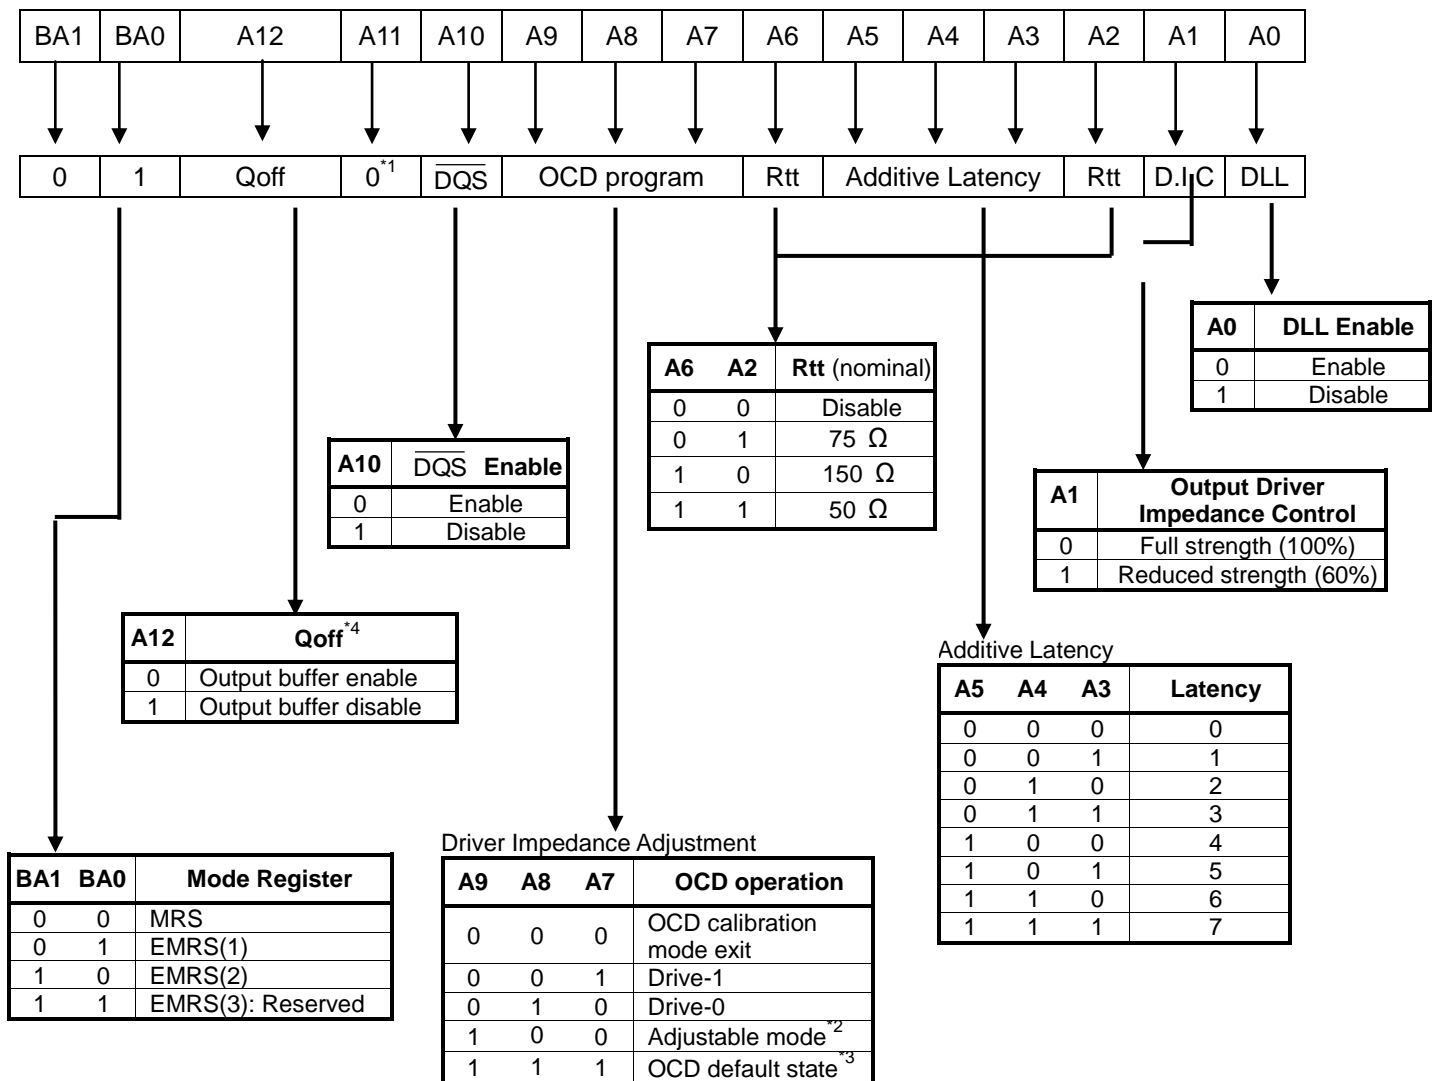 BA1 BA0 A12 A11 A10 A9 A8 A7 A6 A5 A4 A3 A2 A1 A0
0 1 Qoff 0*1 DQS OCD program Rtt Additive Latency Rtt D.I.C DLL
A0 DLL Enable
0 Enable
1 Disable
A6 A2 Rtt (nominal)
0 0 Disable
0 1 75 Ω
1 0 150 Ω
1 1 50 Ω
A10 DQS Enable
0 Enable
1 Disable
A1 Output Driver
Impedance Control
0 Full strength (100%)
1 Reduced strength (60%)
A12 Qoff*4
0 Output buffer enable
1 Output buffer disable
Additive Latency
A5 A4 A3 Latency
0 0 0 0
0 0 1 1
0 1 0 2
0 1 1 3
1 0 0 4
1 0 1 5
1 1 0 6
1 1 1 7
BA1 BA0 Mode Register
0 0 MRS
0 1 EMRS(1)
1 0 EMRS(2)
1 1 EMRS(3): Reserved
Driver Impedance Adjustment
A9 A8 A7 OCD operation
0 0 0 OCD calibration
mode exit
0 0 1 Drive-1
0 1 0 Drive-0
1 0 0 Adjustable mode*2
1 1 1 OCD default state*3